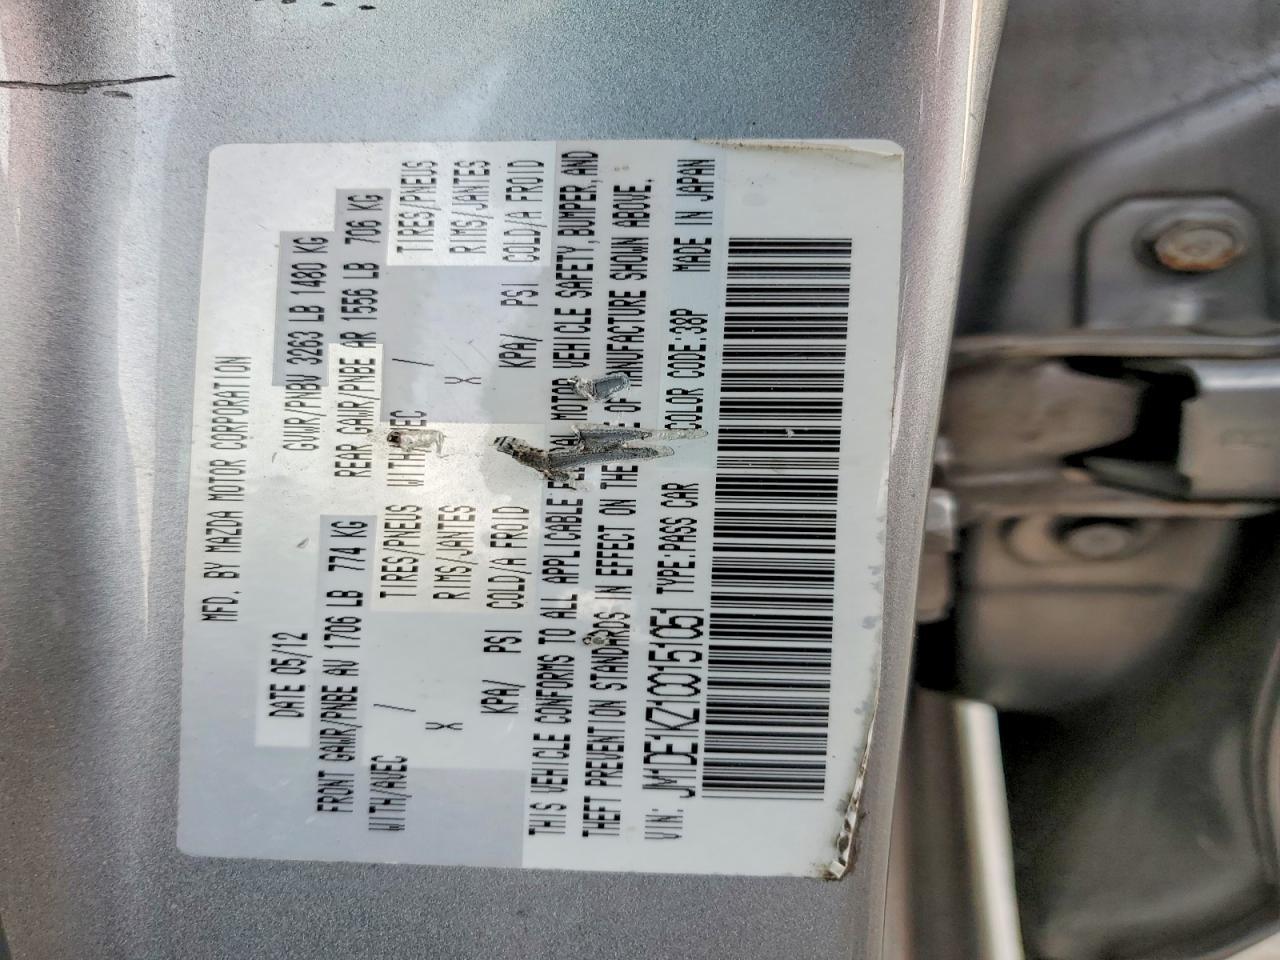 MFD. BY MAZDA MOTOR CORPORATION
DATE 05/12 GVWR/PNBV 3263 LB 1480 KG
FRONT GAWR/PNBE AV 1706 LB 774 KG REAR GAWR/PNBE AR 1556 LB 706 KG
WITH/AVEC / TIRES/PNEUS / TIRES/PNEUS
X RIMS/JANTES X RIMS/JANTES
KPA/ PSI COLD/A FROID KPA/ PSI COLD/A FROID
THIS VEHICLE CONFORMS TO ALL APPLICABLE MOTOR VEHICLE SAFETY, BUMPER, AND
THEFT PREVENTION STANDARDS IN EFFECT ON THE OF MANUFACTURE SHOWN ABOVE.
VIN: JM1DE1KZ1C0151051 TYPE:PASS CAR COLOR CODE:38P MADE IN JAPAN